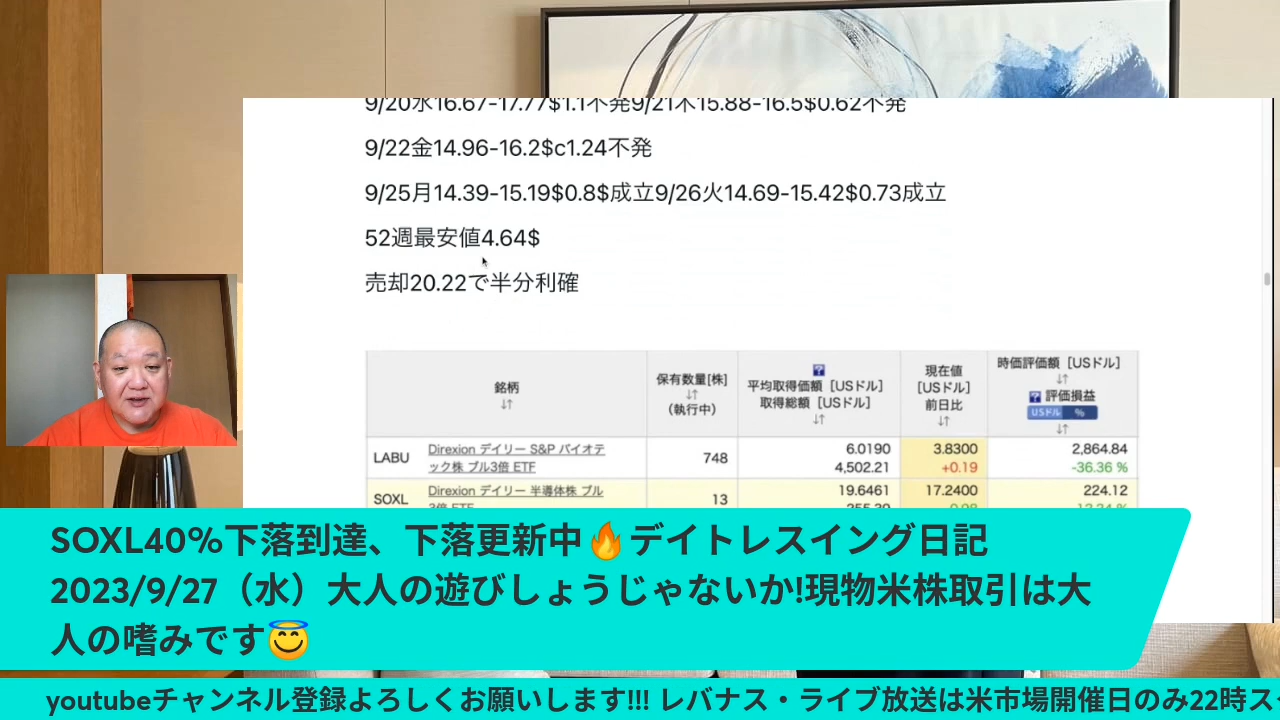 9/20水16.67-17.77$1.1不発9/21木15.88-16.5$0.62不発
9/22金14.96-16.2$c1.24不発
9/25月14.39-15.19$0.8$成立9/26火14.69-15.42$0.73成立
52週最安値4.64$
売却20.22で半分利確
銘柄
↓↑
保有数量[株]
↓↑
（執行中）
?
平均取得価額［USドル］
取得総額［USドル］
↓↑
現在値
［USドル］
前日比
↓↑
時価評価額［USドル］
↓↑
? 評価損益
USドル %
↓↑
LABU Direxion デイリー S&P バイオテ
ック株 ブル3倍 ETF
748
6.0190
4,502.21
3.8300
+0.19
2,864.84
-36.36 %
SOXL Direxion デイリー 半導体株 ブル
3倍 ETF
13
19.6461
255.39
17.2400
224.12
SOXL40%下落到達、下落更新中🔥デイトレスイング日記
2023/9/27（水）大人の遊びしょうじゃないか!現物米株取引は大
人の嗜みです😇
youtubeチャンネル登録よろしくお願いします!!! レバナス・ライブ放送は米市場開催日のみ22時ス